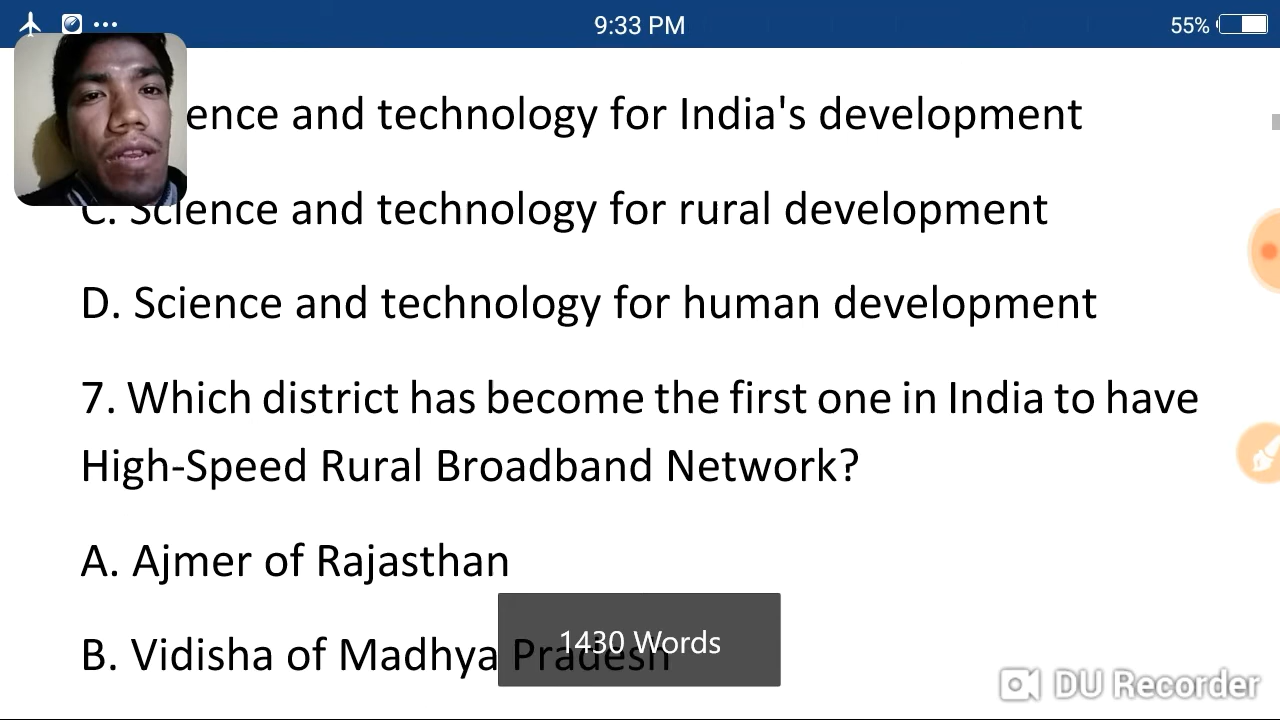 9:33 PM
55%
ence and technology for India's development
C. Science and technology for rural development
D. Science and technology for human development
7. Which district has become the first one in India to have
High-Speed Rural Broadband Network?
A. Ajmer of Rajasthan
B. Vidisha of Madhya Pradesh
1430 Words
DU Recorder